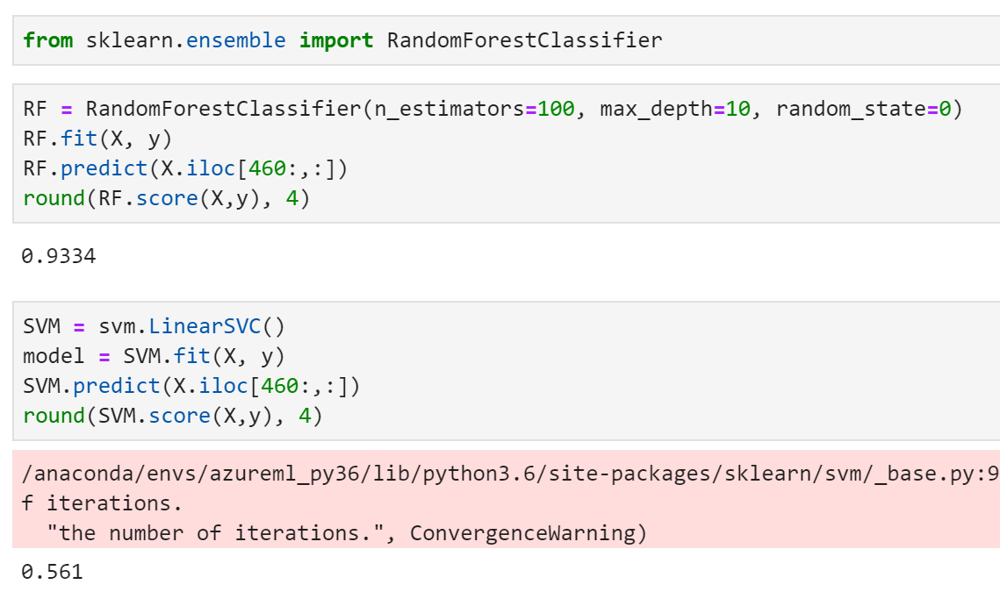 from sklearn.ensemble import RandomForestClassifier
RF = RandomForestClassifier(n_estimators=100, max_depth=10, random_state=0)
RF.fit(X, y)
RF.predict(X.iloc[460:,:])
round(RF.score(X,y), 4)
0.9334
SVM = svm.LinearSVC()
model = SVM.fit(X, y)
SVM.predict(X.iloc[460:,:])
round(SVM.score(X,y), 4)
/anaconda/envs/azureml_py36/lib/python3.6/site-packages/sklearn/svm/_base.py:9
f iterations.
  "the number of iterations.", ConvergenceWarning)
0.561